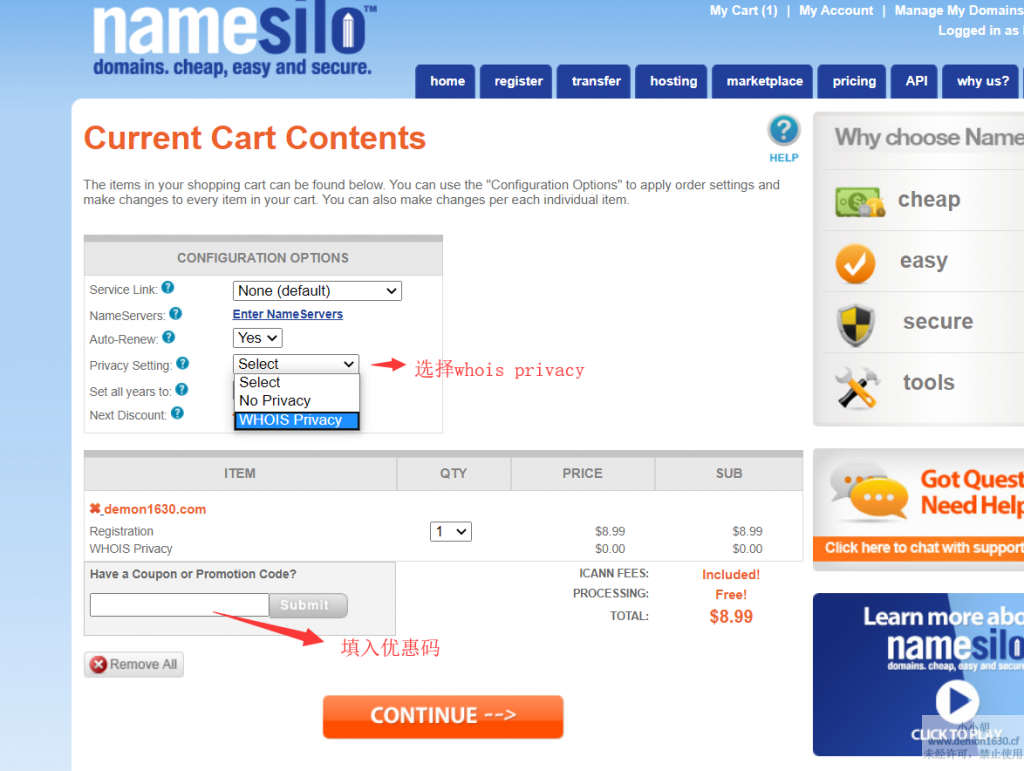 namesilo™
domains. cheap, easy and secure.
My Cart (1) | My Account | Manage My Domains
Logged in as
home register transfer hosting marketplace pricing API why us?
Current Cart Contents
HELP
The items in your shopping cart can be found below. You can use the "Configuration Options" to apply order settings and
make changes to every item in your cart. You can also make changes per each individual item.
CONFIGURATION OPTIONS
Service Link: ? None (default)
NameServers: ? Enter NameServers
Auto-Renew: ? Yes
Privacy Setting: ? Select
选择whois privacy
Select
No Privacy
WHOIS Privacy
Set all years to: ?
Next Discount: ?
ITEM QTY PRICE SUB
demon1630.com
Registration 1 $8.99 $8.99
WHOIS Privacy $0.00 $0.00
Have a Coupon or Promotion Code?
Submit
填入优惠码
ICANN FEES: Included!
PROCESSING: Free!
TOTAL: $8.99
Remove All
CONTINUE -->
Why choose Name
cheap
easy
secure
tools
Got Quest
Need Help
Click here to chat with support
Learn more abo
namesilo
domains. cheap, easy and secu
CLICK TO PLAY
小小胡
www.demon1630.cf
未经许可，禁止使用